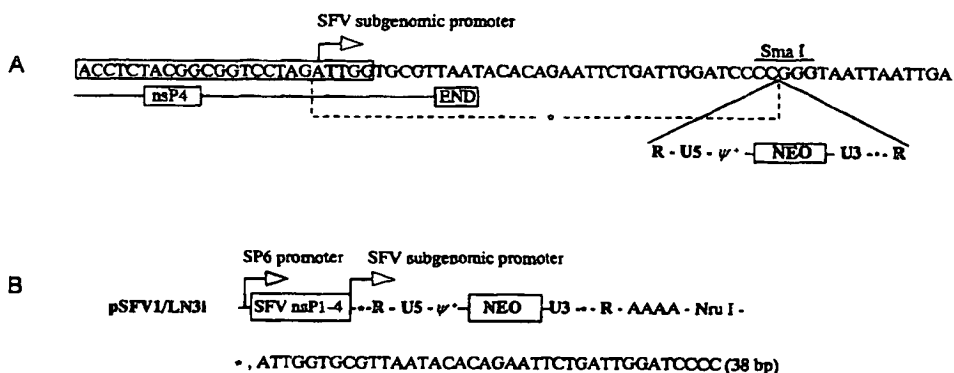 SFV subgenomic promoter
A
Sma I
ACCTCTACGGCGGTCCTAGATTGGTGCGTTAATACACAGAATTCTGATTGGATCCCCGGGTAATTAATTGA
nsP4
END
*
R - U5 - ψ⁺ - NEO - U3 --- R
SP6 promoter
SFV subgenomic promoter
B
pSFV1/LN3i
SFV nsP1-4 -*-R - U5 - ψ⁺ - NEO -U3 --- R - AAAA - Nru I -
* , ATTGGTGCGTTAATACACAGAATTCTGATTGGATCCCC (38 bp)